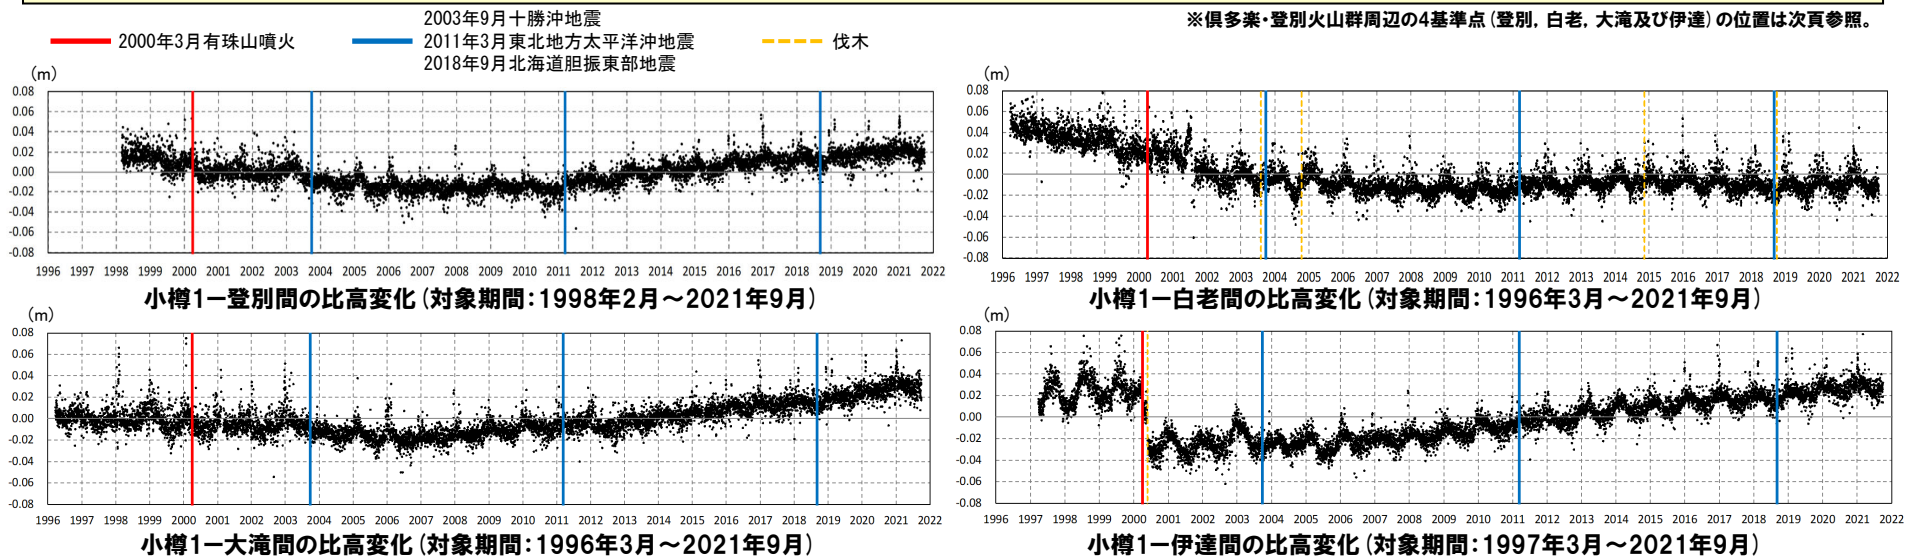 ※倶多楽・登別火山群周辺の4基準点(登別, 白老, 大滝及び伊達)の位置は次頁参照。
2000年3月有珠山噴火
2003年9月十勝沖地震
2011年3月東北地方太平洋沖地震
2018年9月北海道胆振東部地震
伐木
(m)
0.08
0.06
0.04
0.02
0.00
-0.02
-0.04
-0.06
-0.08
1996 1997 1998 1999 2000 2001 2002 2003 2004 2005 2006 2007 2008 2009 2010 2011 2012 2013 2014 2015 2016 2017 2018 2019 2020 2021 2022
小樽1ー登別間の比高変化(対象期間:1998年2月～2021年9月)
(m)
0.08
0.06
0.04
0.02
0.00
-0.02
-0.04
-0.06
-0.08
1996 1997 1998 1999 2000 2001 2002 2003 2004 2005 2006 2007 2008 2009 2010 2011 2012 2013 2014 2015 2016 2017 2018 2019 2020 2021 2022
小樽1ー白老間の比高変化(対象期間:1996年3月～2021年9月)
(m)
0.08
0.06
0.04
0.02
0.00
-0.02
-0.04
-0.06
-0.08
1996 1997 1998 1999 2000 2001 2002 2003 2004 2005 2006 2007 2008 2009 2010 2011 2012 2013 2014 2015 2016 2017 2018 2019 2020 2021 2022
小樽1ー大滝間の比高変化(対象期間:1996年3月～2021年9月)
(m)
0.08
0.06
0.04
0.02
0.00
-0.02
-0.04
-0.06
-0.08
1996 1997 1998 1999 2000 2001 2002 2003 2004 2005 2006 2007 2008 2009 2010 2011 2012 2013 2014 2015 2016 2017 2018 2019 2020 2021 2022
小樽1ー伊達間の比高変化(対象期間:1997年3月～2021年9月)